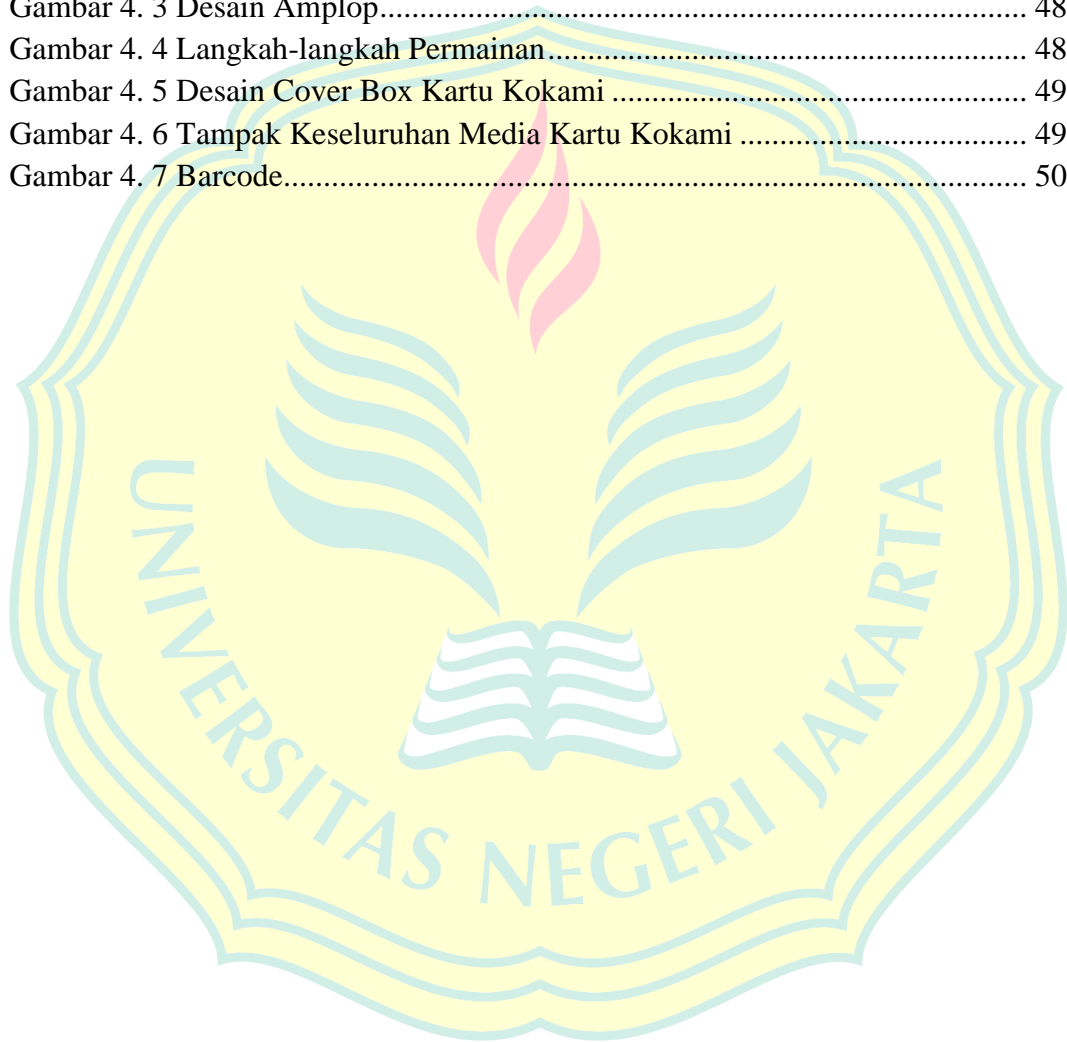 Gambar 4. 3 Desain Amplop.......................................................................................... 48
Gambar 4. 4 Langkah-langkah Permainan................................................................ 48
Gambar 4. 5 Desain Cover Box Kartu Kokami ........................................................ 49
Gambar 4. 6 Tampak Keseluruhan Media Kartu Kokami ...................................... 49
Gambar 4. 7 Barcode.................................................................................................... 50
UNIVERSITAS NEGERI JAKARTA